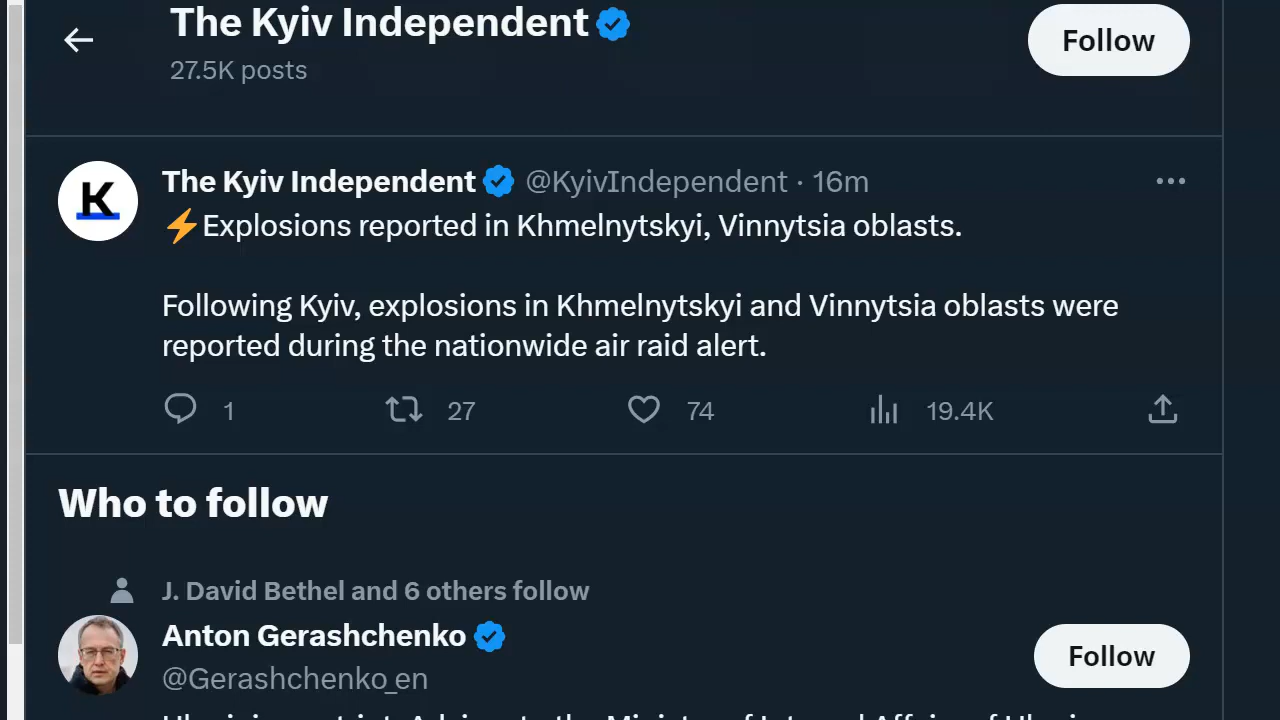 The Kyiv Independent
27.5K posts
Follow
The Kyiv Independent @KyivIndependent · 16m
⚡Explosions reported in Khmelnytskyi, Vinnytsia oblasts.
Following Kyiv, explosions in Khmelnytskyi and Vinnytsia oblasts were
reported during the nationwide air raid alert.
1 27 74 19.4K
Who to follow
J. David Bethel and 6 others follow
Anton Gerashchenko
@Gerashchenko_en
Follow